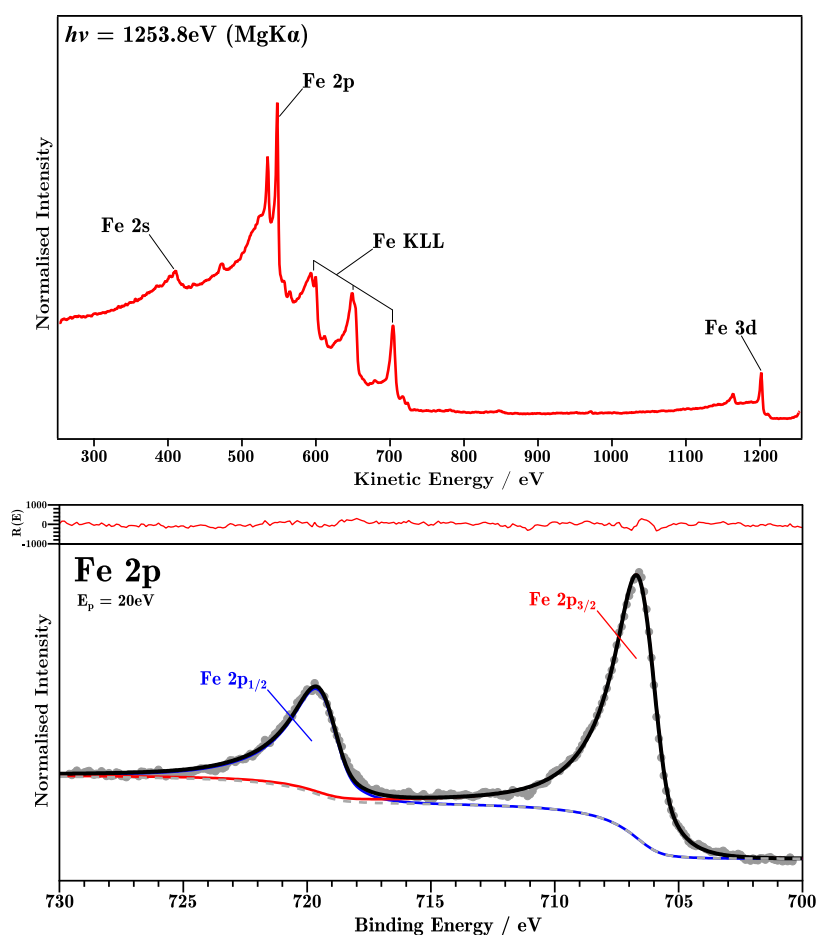 hν = 1253.8eV (MgKα)
Fe 2p
Fe 2s
Fe KLL
Fe 3d
Normalised Intensity
300 400 500 600 700 800 900 1000 1100 1200
Kinetic Energy / eV
1000
0
-1000
R(E)
Fe 2p
Eₚ = 20eV
Fe 2p3/2
Fe 2p1/2
Normalised Intensity
730 725 720 715 710 705 700
Binding Energy / eV